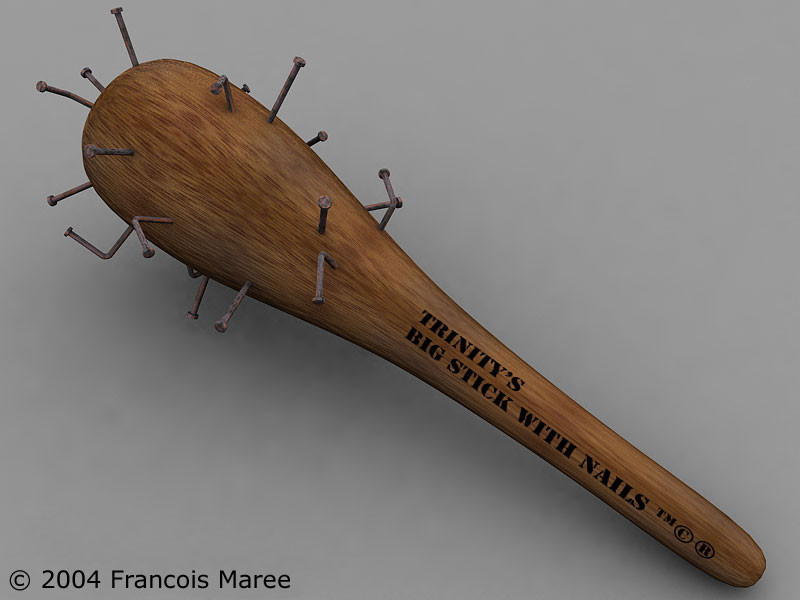 TRINITY'S
BIG STICK WITH NAILS ™©®
© 2004 Francois Maree